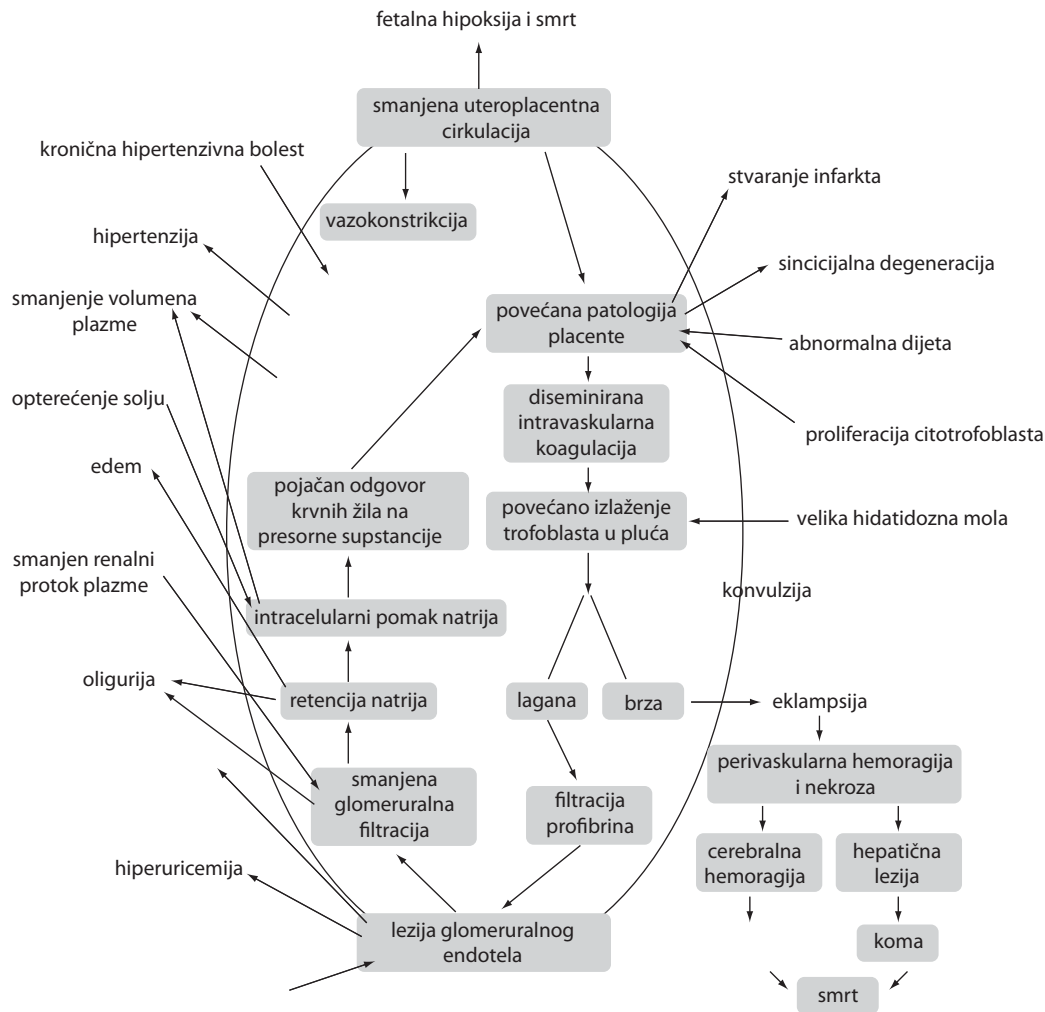 fetalna hipoksija i smrt
smanjena uteroplacentna
cirkulacija
kronična hipertenzivna bolest
stvaranje infarkta
vazokonstrikcija
hipertenzija
sincicijalna degeneracija
smanjenje volumena
plazme
povećana patologija
placente
abnormalna dijeta
opterećenje solju
diseminirana
intravaskularna
koagulacija
proliferacija citotrofoblasta
edem
pojačan odgovor
krvnih žila na
presorne supstancije
povećano izlaženje
trofoblasta u pluća
velika hidatidozna mola
smanjen renalni
protok plazme
konvulzija
intracelularni pomak natrija
oligurija
retencija natrija
lagana
brza
eklampsija
perivaskularna hemoragija
i nekroza
smanjena
glomeruralna
filtracija
filtracija
profibrina
cerebralna
hemoragija
hepatična
lezija
hiperuricemija
lezija glomeruralnog
endotela
koma
smrt